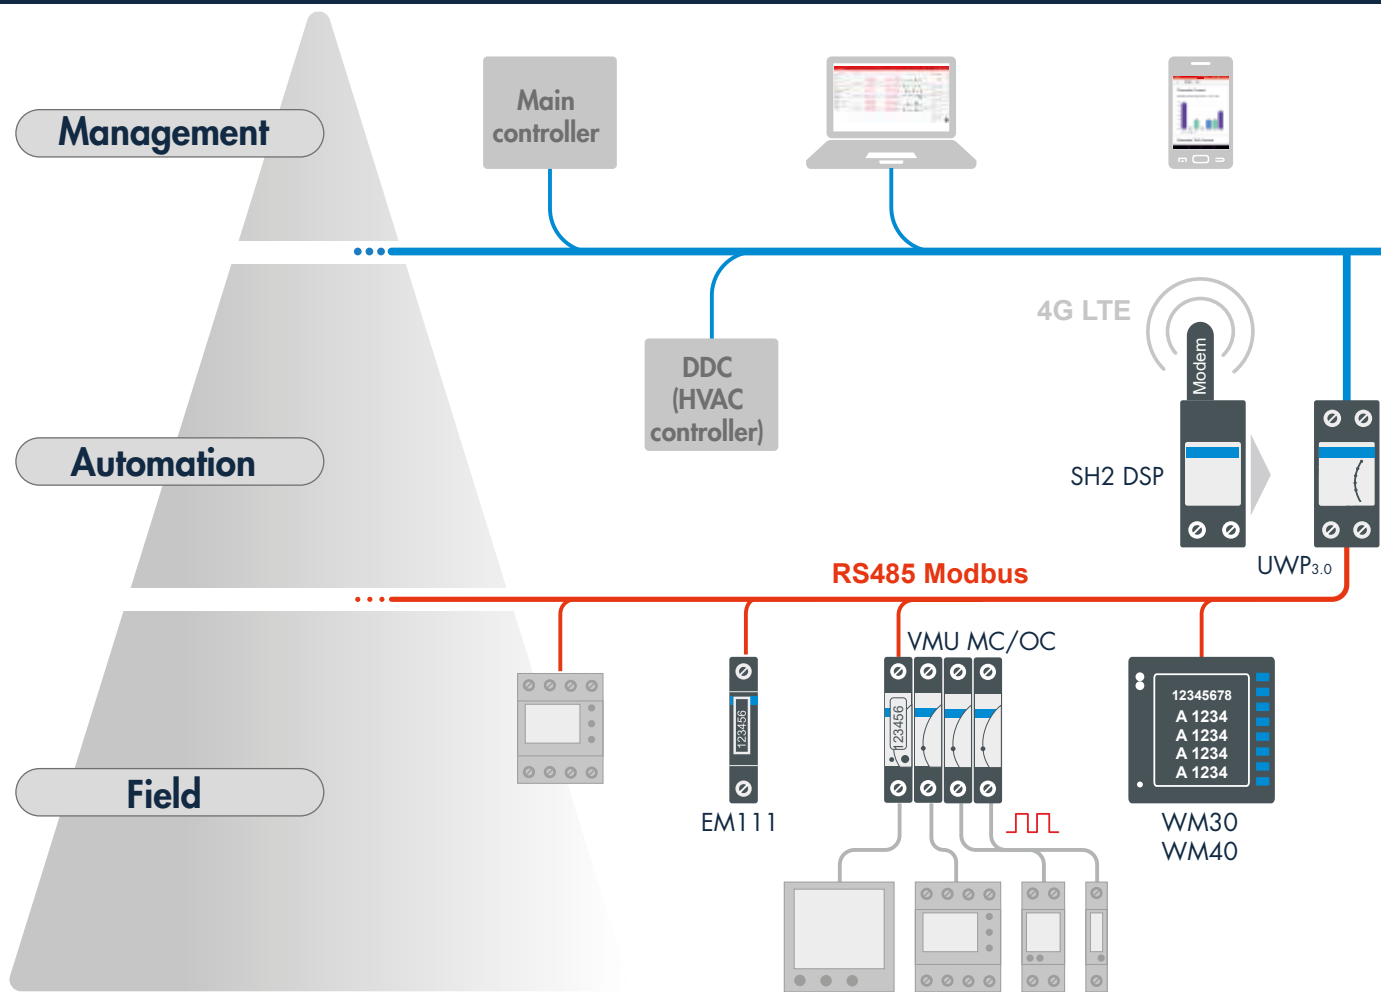 Management
Main
controller
4G LTE
Modem
DDC
(HVAC
controller)
Automation
SH2 DSP
UWP3.0
RS485 Modbus
VMU MC/OC
123456
123456
12345678
A 1234
A 1234
A 1234
A 1234
Field
EM111
WM30
WM40